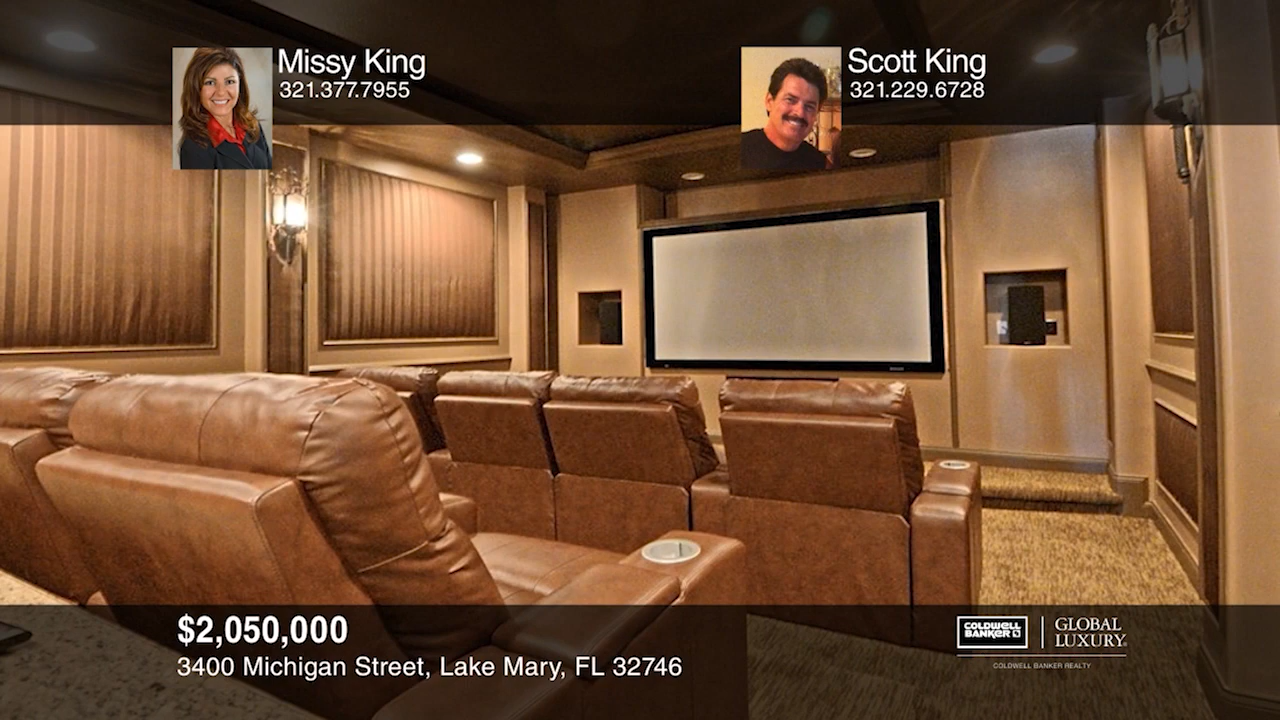 Missy King
321.377.7955
Scott King
321.229.6728
$2,050,000
3400 Michigan Street, Lake Mary, FL 32746
COLDWELL BANKER
GLOBAL LUXURY
COLDWELL BANKER REALTY